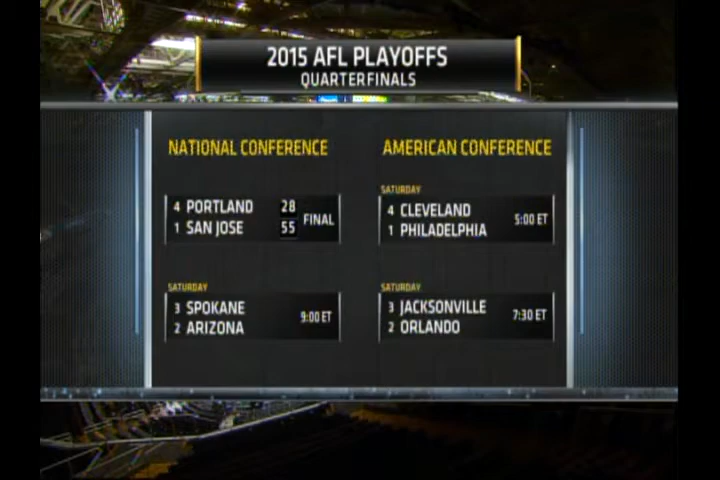 2015 AFL PLAYOFFS
QUARTERFINALS
NATIONAL CONFERENCE
4 PORTLAND 28
1 SAN JOSE 55
FINAL
SATURDAY
3 SPOKANE
2 ARIZONA
9:00 ET
AMERICAN CONFERENCE
SATURDAY
4 CLEVELAND
1 PHILADELPHIA
5:00 ET
SATURDAY
3 JACKSONVILLE
2 ORLANDO
7:30 ET